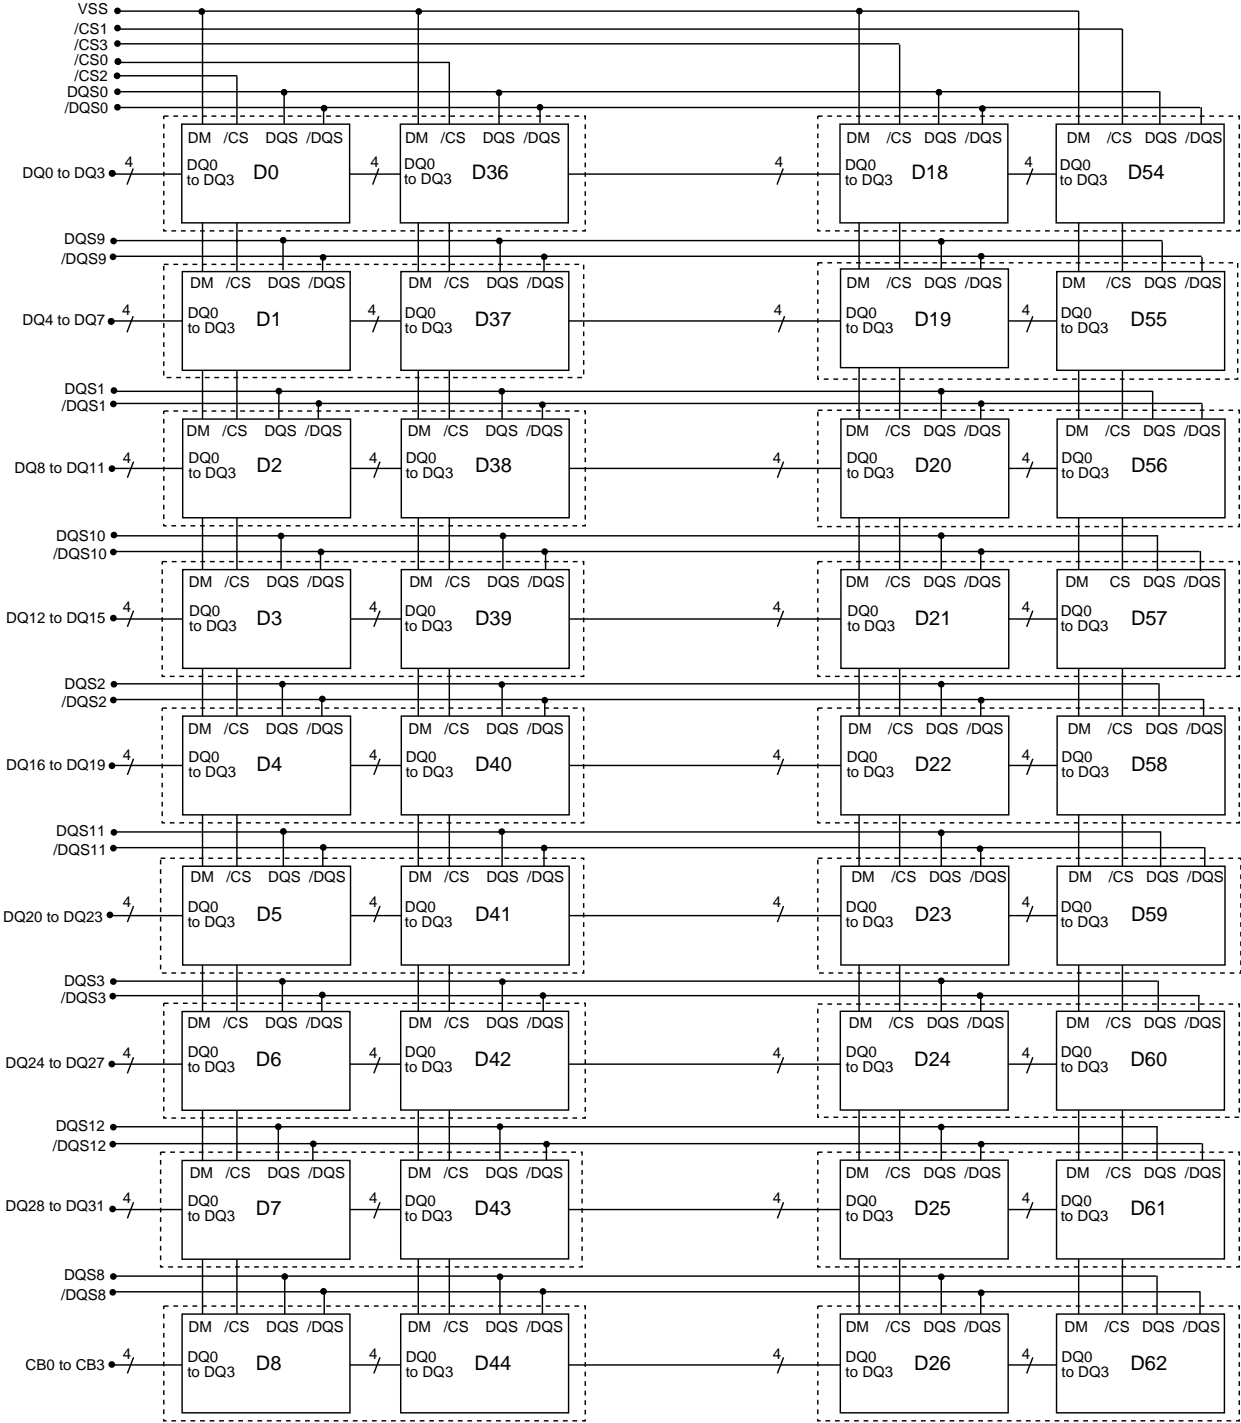 VSS
/CS1
/CS3
/CS0
/CS2
DQS0
/DQS0
DM /CS DQS /DQS DM /CS DQS /DQS DM /CS DQS /DQS DM /CS DQS /DQS
DQ0 to DQ3 4 DQ0 to DQ3 D0 4 DQ0 to DQ3 D36 4 DQ0 to DQ3 D18 4 DQ0 to DQ3 D54
DQS9
/DQS9
DM /CS DQS /DQS DM /CS DQS /DQS DM /CS DQS /DQS DM /CS DQS /DQS
DQ4 to DQ7 4 DQ0 to DQ3 D1 4 DQ0 to DQ3 D37 4 DQ0 to DQ3 D19 4 DQ0 to DQ3 D55
DQS1
/DQS1
DM /CS DQS /DQS DM /CS DQS /DQS DM /CS DQS /DQS DM /CS DQS /DQS
DQ8 to DQ11 4 DQ0 to DQ3 D2 4 DQ0 to DQ3 D38 4 DQ0 to DQ3 D20 4 DQ0 to DQ3 D56
DQS10
/DQS10
DM /CS DQS /DQS DM /CS DQS /DQS DM /CS DQS /DQS DM CS DQS /DQS
DQ12 to DQ15 4 DQ0 to DQ3 D3 4 DQ0 to DQ3 D39 4 DQ0 to DQ3 D21 4 DQ0 to DQ3 D57
DQS2
/DQS2
DM /CS DQS /DQS DM /CS DQS /DQS DM /CS DQS /DQS DM /CS DQS /DQS
DQ16 to DQ19 4 DQ0 to DQ3 D4 4 DQ0 to DQ3 D40 4 DQ0 to DQ3 D22 4 DQ0 to DQ3 D58
DQS11
/DQS11
DM /CS DQS /DQS DM /CS DQS /DQS DM /CS DQS /DQS DM /CS DQS /DQS
DQ20 to DQ23 4 DQ0 to DQ3 D5 4 DQ0 to DQ3 D41 4 DQ0 to DQ3 D23 4 DQ0 to DQ3 D59
DQS3
/DQS3
DM /CS DQS /DQS DM /CS DQS /DQS DM /CS DQS /DQS DM /CS DQS /DQS
DQ24 to DQ27 4 DQ0 to DQ3 D6 4 DQ0 to DQ3 D42 4 DQ0 to DQ3 D24 4 DQ0 to DQ3 D60
DQS12
/DQS12
DM /CS DQS /DQS DM /CS DQS /DQS DM /CS DQS /DQS DM /CS DQS /DQS
DQ28 to DQ31 4 DQ0 to DQ3 D7 4 DQ0 to DQ3 D43 4 DQ0 to DQ3 D25 4 DQ0 to DQ3 D61
DQS8
/DQS8
DM /CS DQS /DQS DM /CS DQS /DQS DM /CS DQS /DQS DM /CS DQS /DQS
CB0 to CB3 4 DQ0 to DQ3 D8 4 DQ0 to DQ3 D44 4 DQ0 to DQ3 D26 4 DQ0 to DQ3 D62